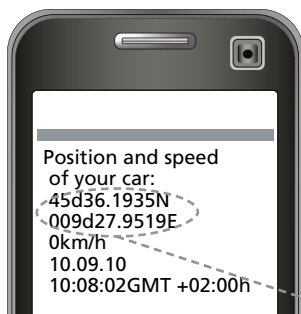 Position and speed
of your car:
45d36.1935N
009d27.9519E
0km/h
10.09.10
10:08:02GMT +02:00h